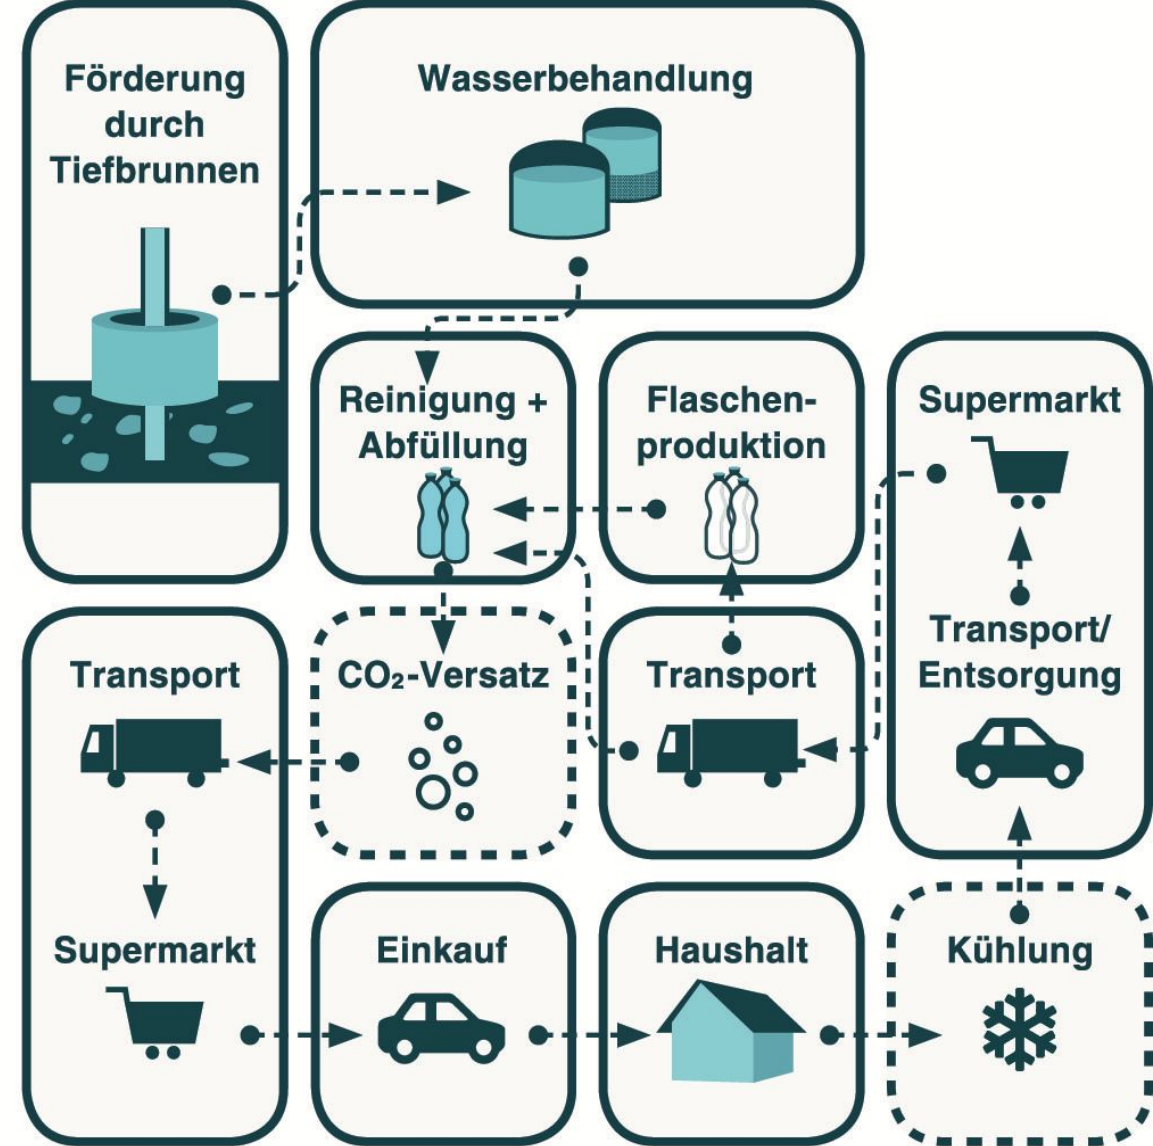 Förderung
durch
Tiefbrunnen
Wasserbehandlung
Reinigung +
Abfüllung
Flaschen-
produktion
Supermarkt
Transport/
Entsorgung
Transport
CO₂-Versatz
Transport
Supermarkt
Einkauf
Haushalt
Kühlung